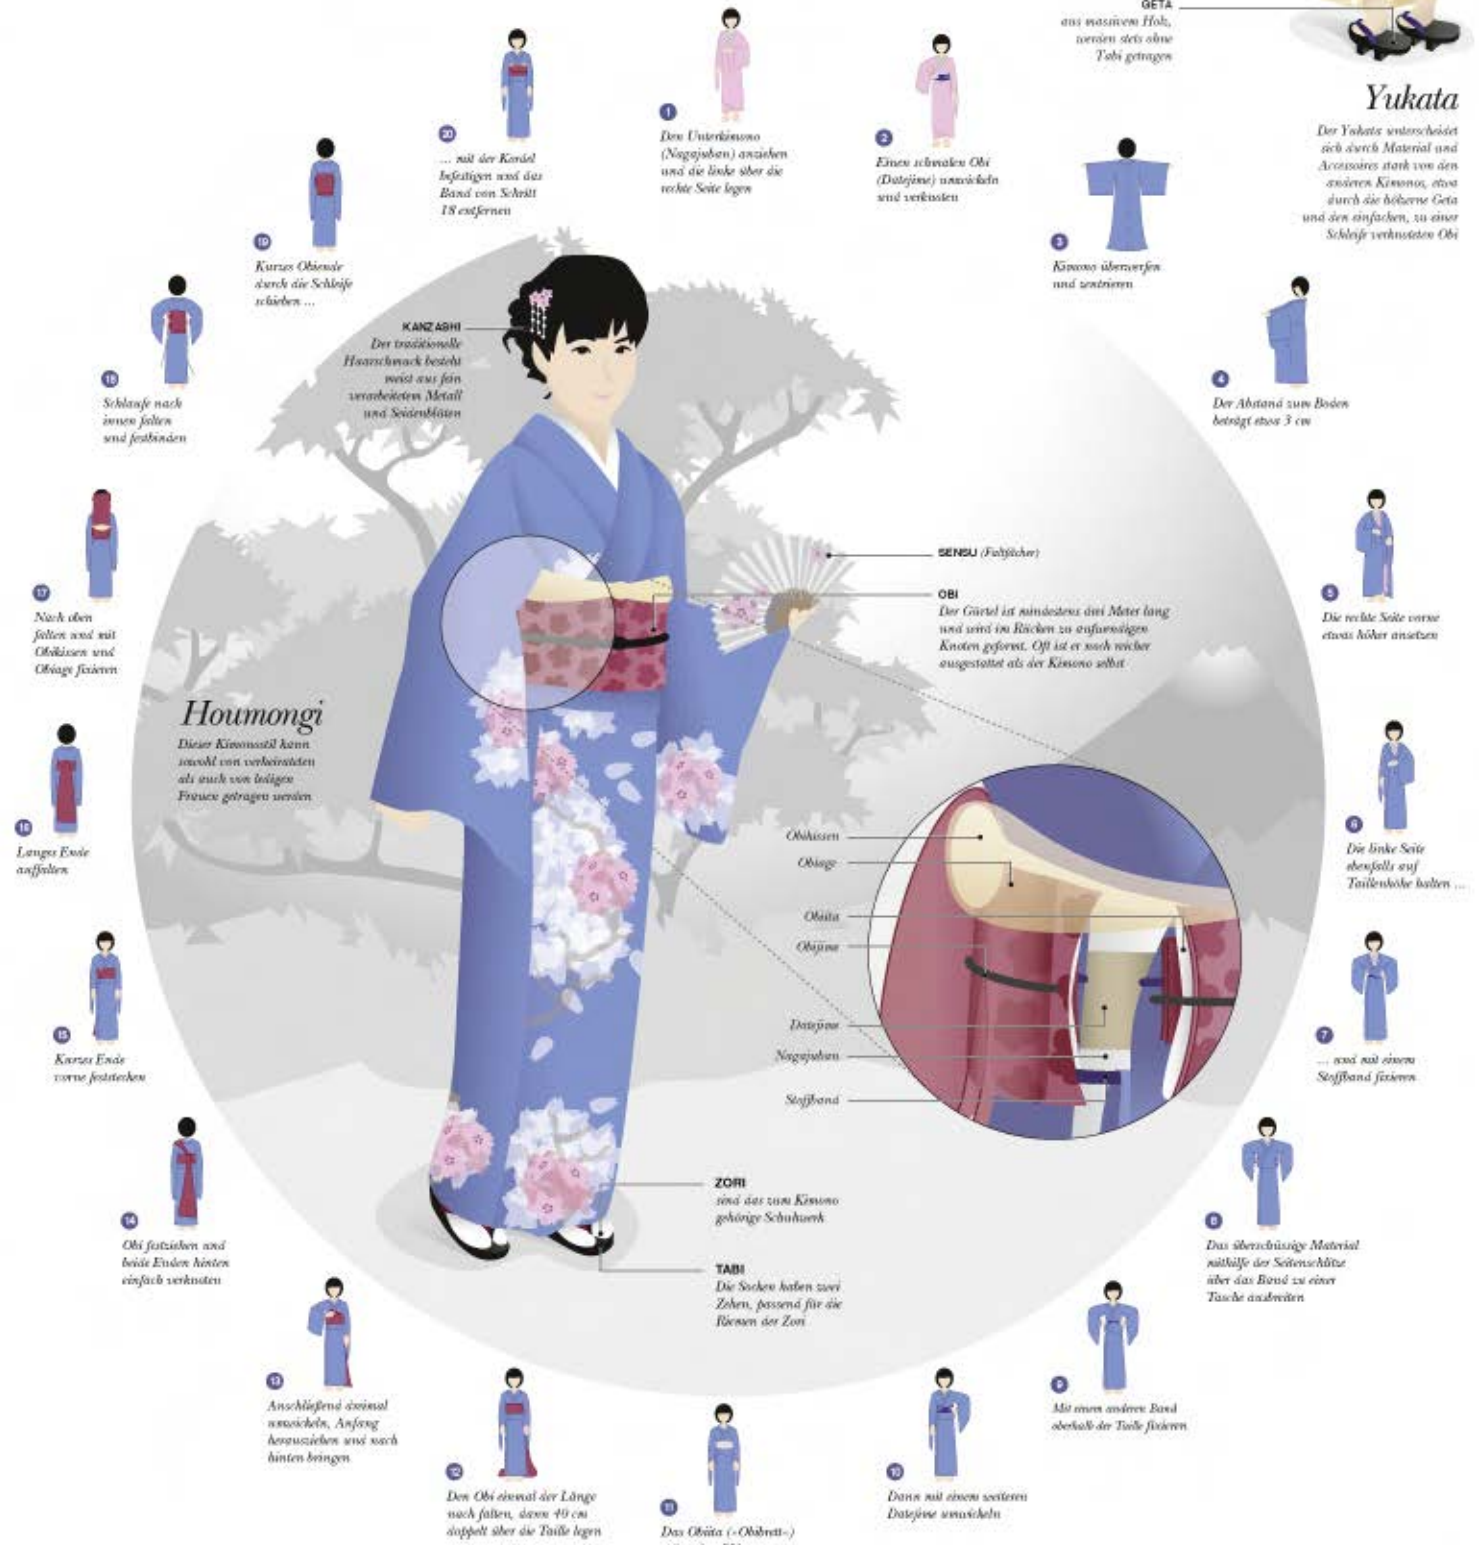 GETA
aus massivem Holz,
werden stets ohne
Tabi getragen
Yukata
Der Yukata unterscheidet
sich durch Material und
Accessoires stark von den
anderen Kimonos, etwa
durch die hölzerne Geta
und den einfachen, zu einer
Schleife verknoteten Obi
1
Den Unterkimono
(Nagajuban) anziehen
und die linke über die
rechte Seite legen
2
Einen schmalen Obi
(Datejime) umwickeln
und verknoten
3
Kimono überwerfen
und zentrieren
4
Der Abstand zum Boden
beträgt etwa 3 cm
5
Die rechte Seite vorne
etwas höher ansetzen
6
Die linke Seite
ebenfalls auf
Taillenhöhe halten ...
7
... und mit einem
Stoffband fixieren
8
Das überschüssige Material
mithilfe der Seitenschlitze
über das Band zu einer
Tasche ausbreiten
9
Mit einem anderen Band
oberhalb der Taille fixieren
10
Dann mit einem weiteren
Datejime umwickeln
11
Das Obiita (»Obibrett«)
12
Den Obi einmal der Länge
nach falten, dann 40 cm
doppelt über die Taille legen
13
Anschließend dreimal
umwickeln, Anfang
herausziehen und nach
hinten bringen
14
Obi festziehen und
beide Enden hinten
einfach verknoten
15
Kurzes Ende
vorne feststecken
16
Langes Ende
auffalten
17
Nach oben
falten und mit
Obikissen und
Obiage fixieren
18
Schlaufe nach
innen falten
und festbinden
19
Kurzes Obiende
durch die Schleife
schieben ...
20
... mit der Kordel
befestigen und das
Band von Schritt
18 entfernen
KANZASHI
Der traditionelle
Haarschmuck besteht
meist aus fein
verarbeitetem Metall
und Seidenblüten
SENSU (Faltfächer)
OBI
Der Gürtel ist mindestens drei Meter lang
und wird im Rücken zu aufwendigen
Knoten geformt. Oft ist er noch reicher
ausgestattet als der Kimono selbst
Houmongi
Dieser Kimonostil kann
sowohl von verheirateten
als auch von ledigen
Frauen getragen werden
Obikissen
Obiage
Obiita
Obijime
Datejime
Nagajuban
Stoffband
ZORI
sind das zum Kimono
gehörige Schuhwerk
TABI
Die Socken haben zwei
Zehen, passend für die
Riemen der Zori